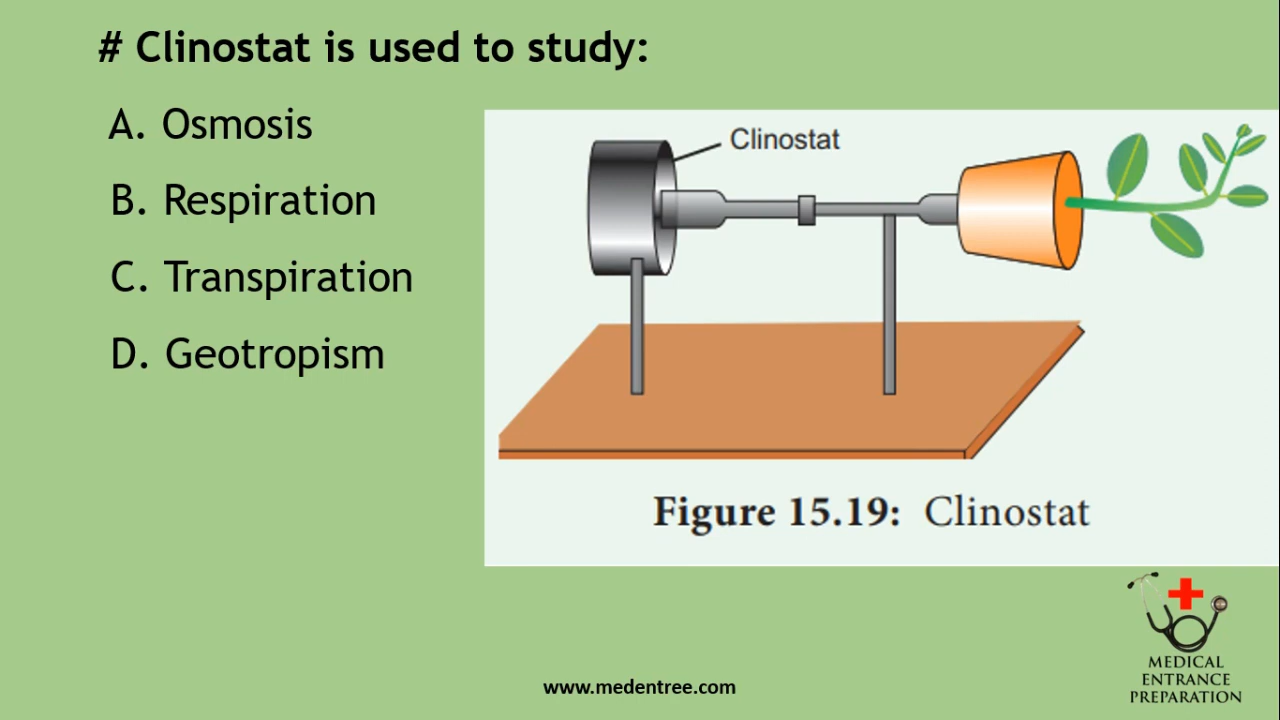 # Clinostat is used to study:
A. Osmosis
B. Respiration
C. Transpiration
D. Geotropism
Clinostat
Figure 15.19: Clinostat
MEDICAL
ENTRANCE
PREPARATION
www.medentree.com